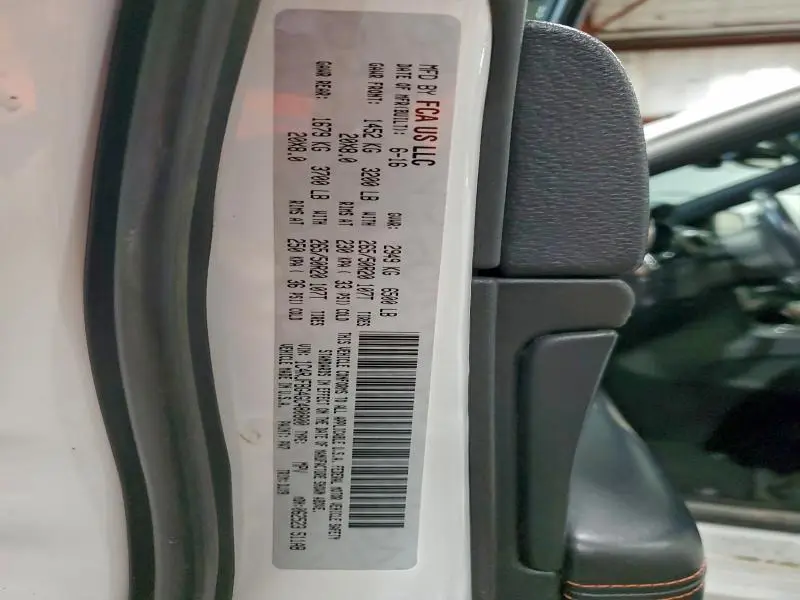 MFD BY FCA US LLC
DATE OF MFR(BUILT): 6-16 GVWR: 2949 KG 6500 LB
GAWR FRONT: 1452 KG 3200 LB WITH 265/50R20 107T TIRES
20X8.0 RIMS AT 230 KPA ( 33 PSI) COLD
GAWR REAR: 1679 KG 3700 LB WITH 265/50R20 107T TIRES
20X8.0 RIMS AT 250 KPA ( 36 PSI) COLD
THIS VEHICLE CONFORMS TO ALL APPLICABLE U.S.A. FEDERAL MOTOR VEHICLE SAFETY
STANDARDS IN EFFECT ON THE DATE OF MANUFACTURE SHOWN ABOVE.
VIN: TYPE: MPV
VEHICLE MADE IN U.S.A. PAINT: TRIM: